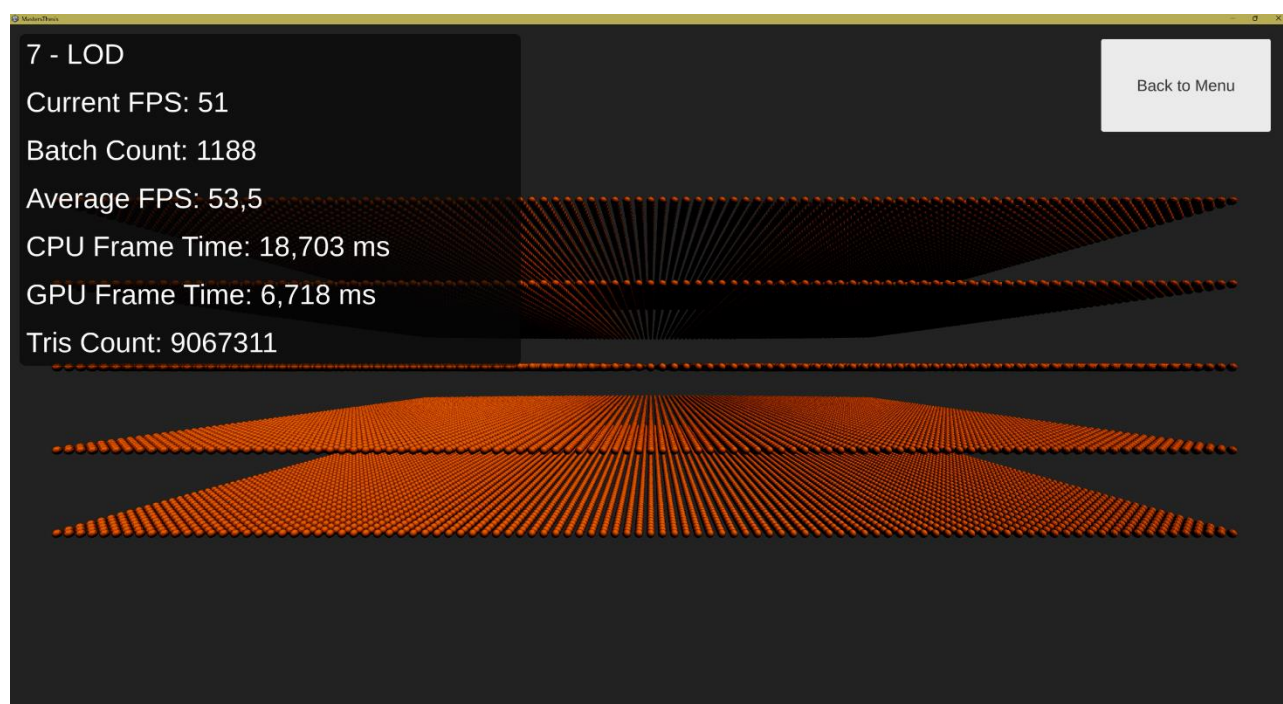 MastersThesis
7 - LOD
Back to Menu
Current FPS: 51
Batch Count: 1188
Average FPS: 53,5
CPU Frame Time: 18,703 ms
GPU Frame Time: 6,718 ms
Tris Count: 9067311